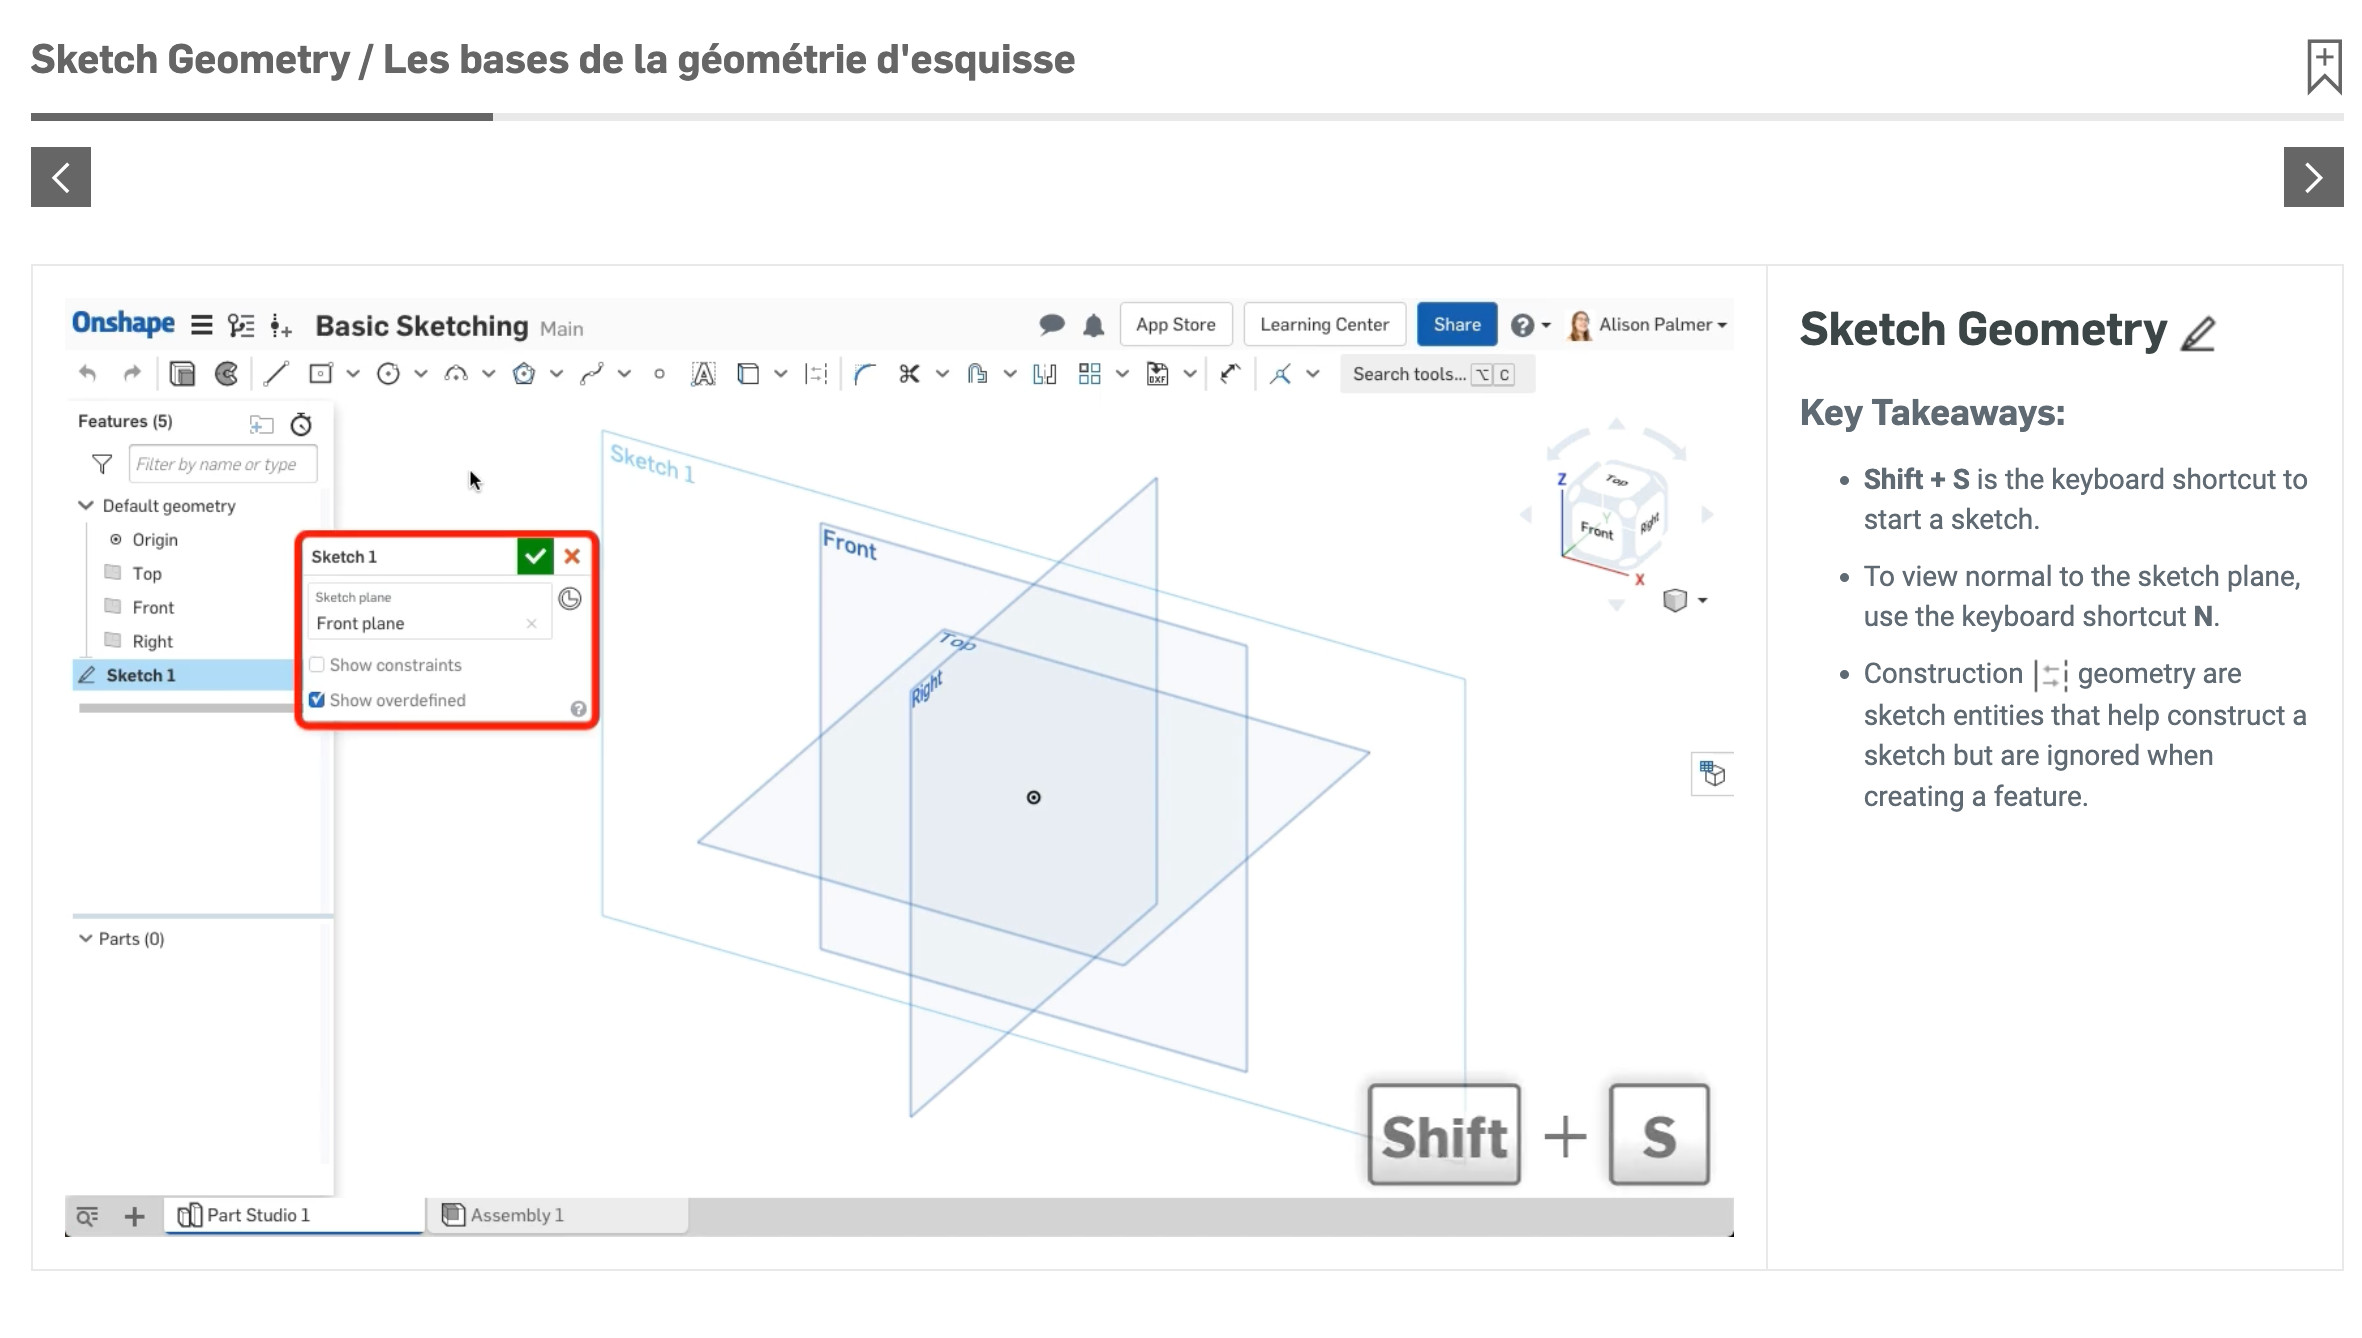 Sketch Geometry / Les bases de la géométrie d'esquisse
Onshape Basic Sketching Main App Store Learning Center Share Alison Palmer
DXF Search tools... ⌥ C
Features (5)
Filter by name or type
Default geometry
Origin
Top
Front
Right
Sketch 1
Parts (0)
Sketch 1
Sketch plane
Front plane
Show constraints
Show overdefined
Sketch 1
Front
Top
Right
Z
Top
Y
Front
Right
X
Shift + S
Part Studio 1
Assembly 1
Sketch Geometry
Key Takeaways:
• Shift + S is the keyboard shortcut to
start a sketch.
• To view normal to the sketch plane,
use the keyboard shortcut N.
• Construction geometry are
sketch entities that help construct a
sketch but are ignored when
creating a feature.